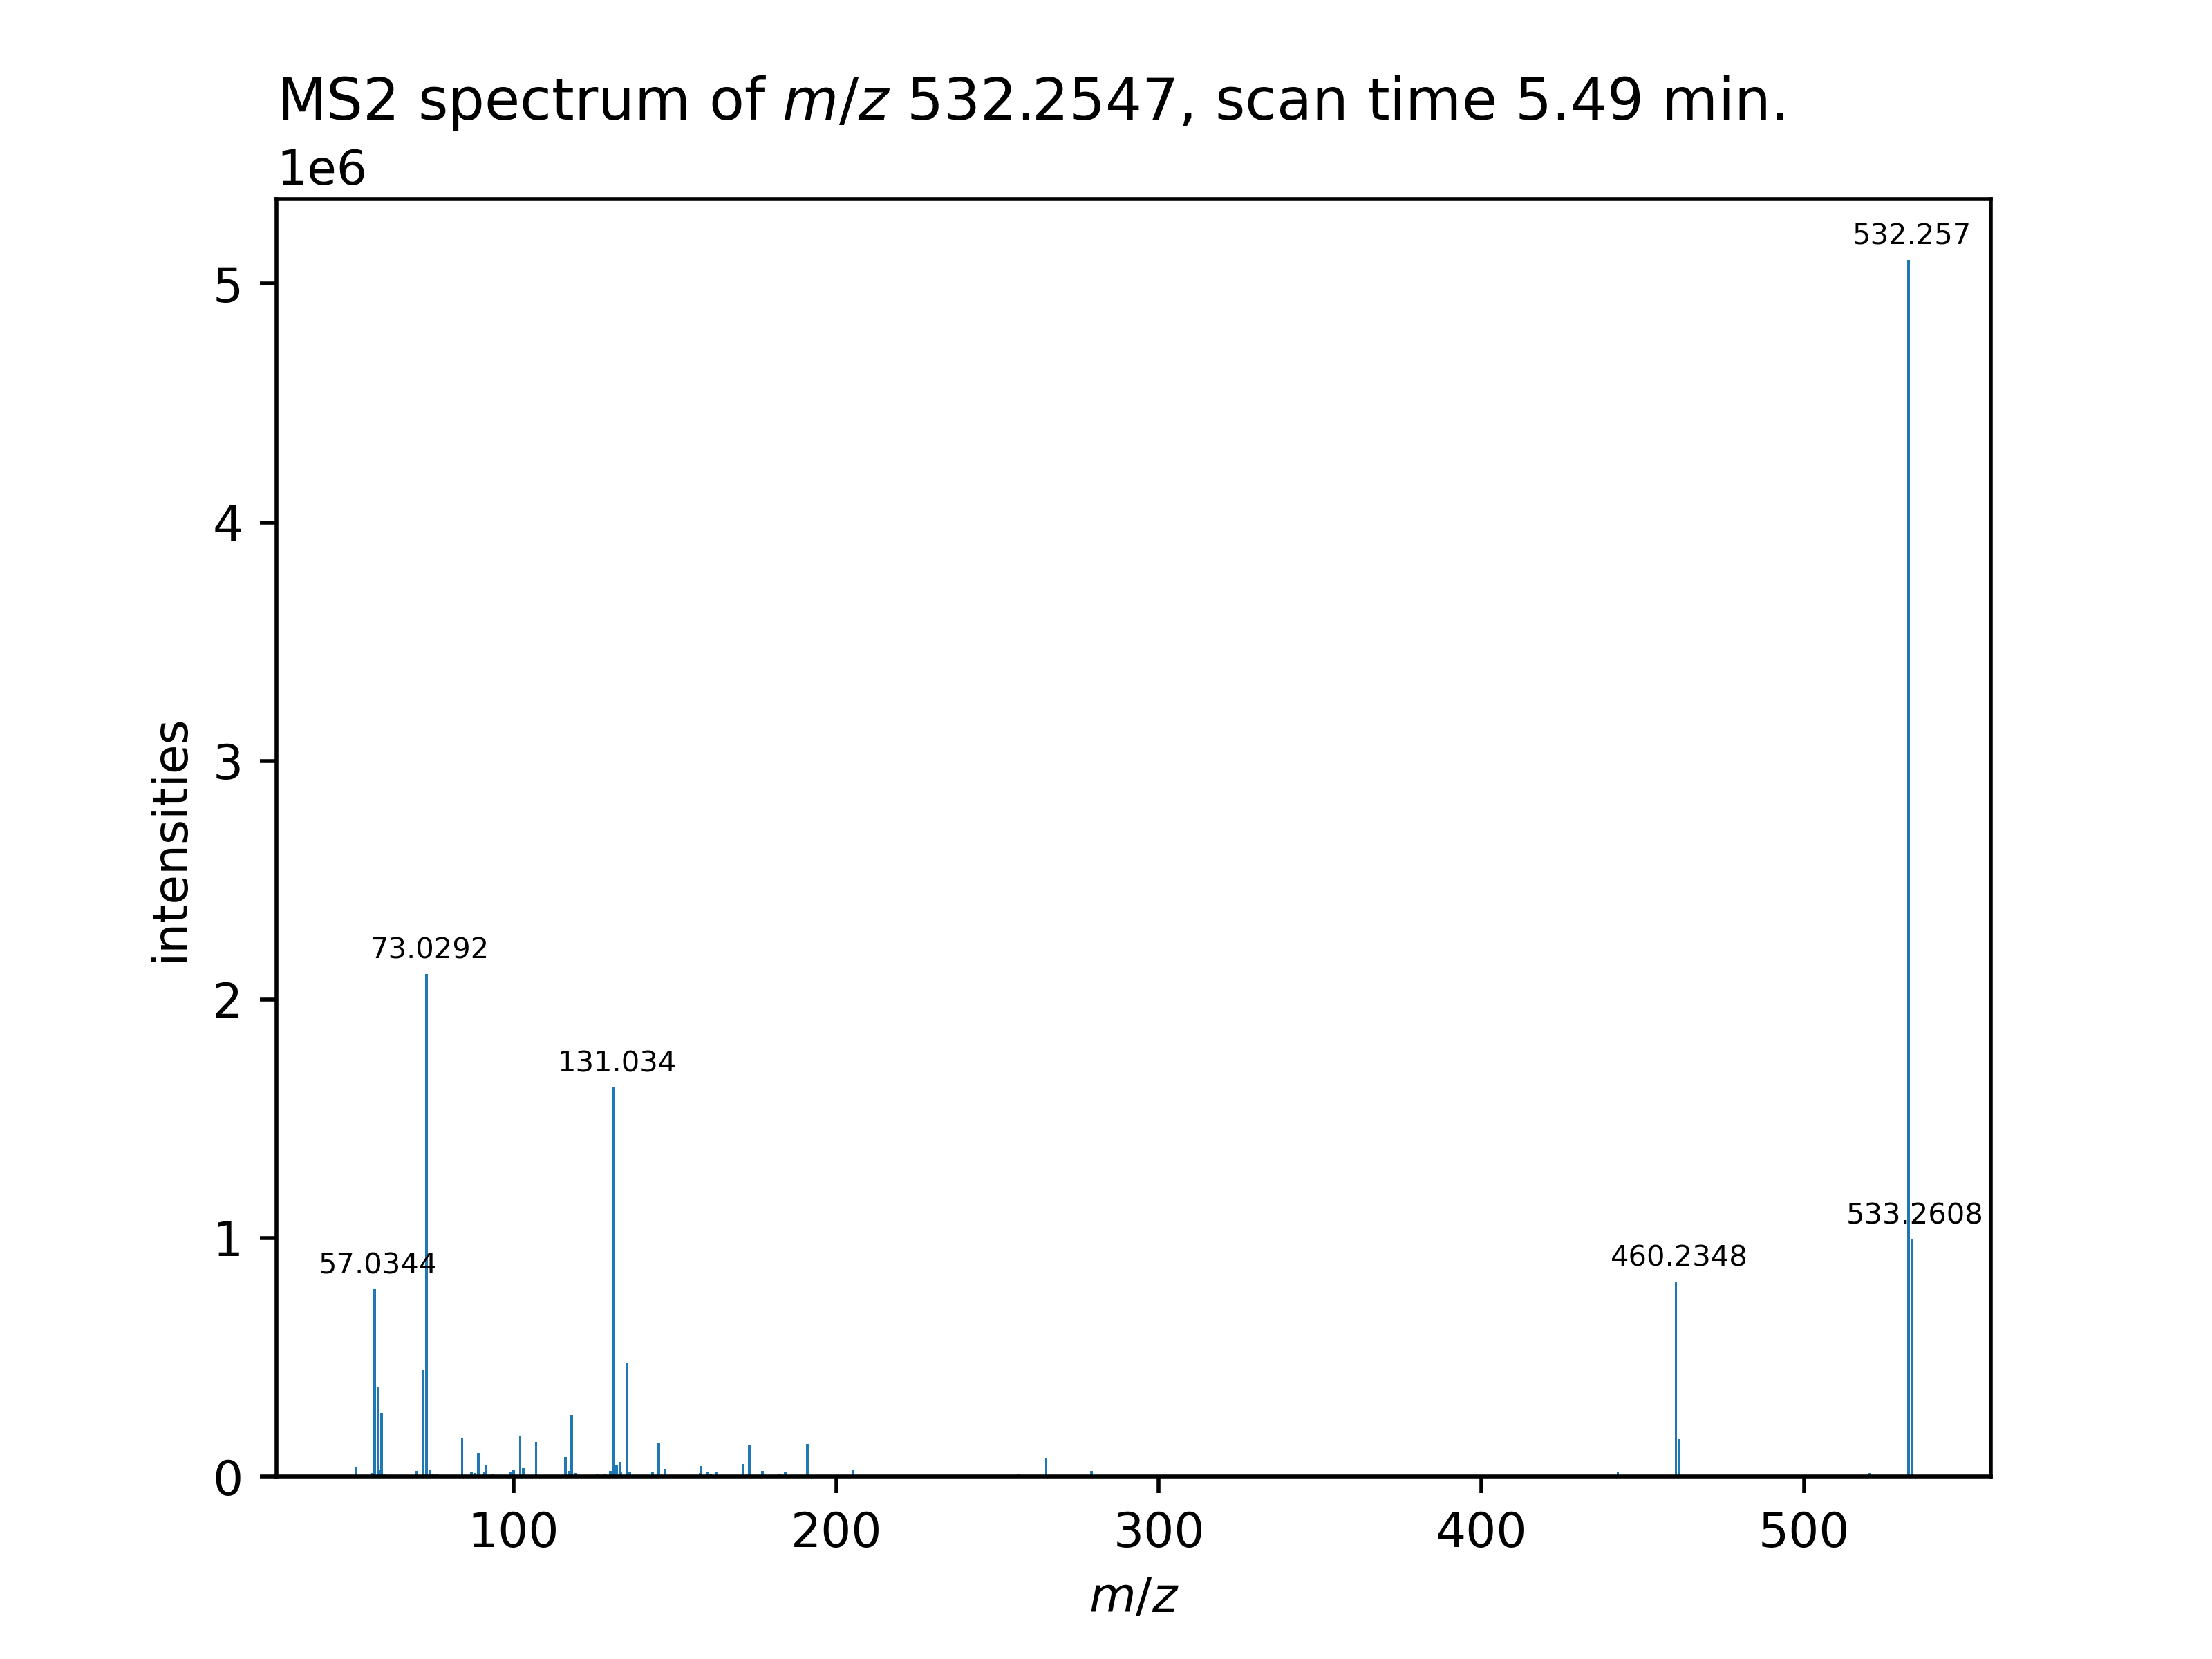 MS2 spectrum of m/z 532.2547, scan time 5.49 min.
1e6
532.257
5
4
3
73.0292
2
131.034
533.2608
1
460.2348
57.0344
0
intensities
100 200 300 400 500
m/z